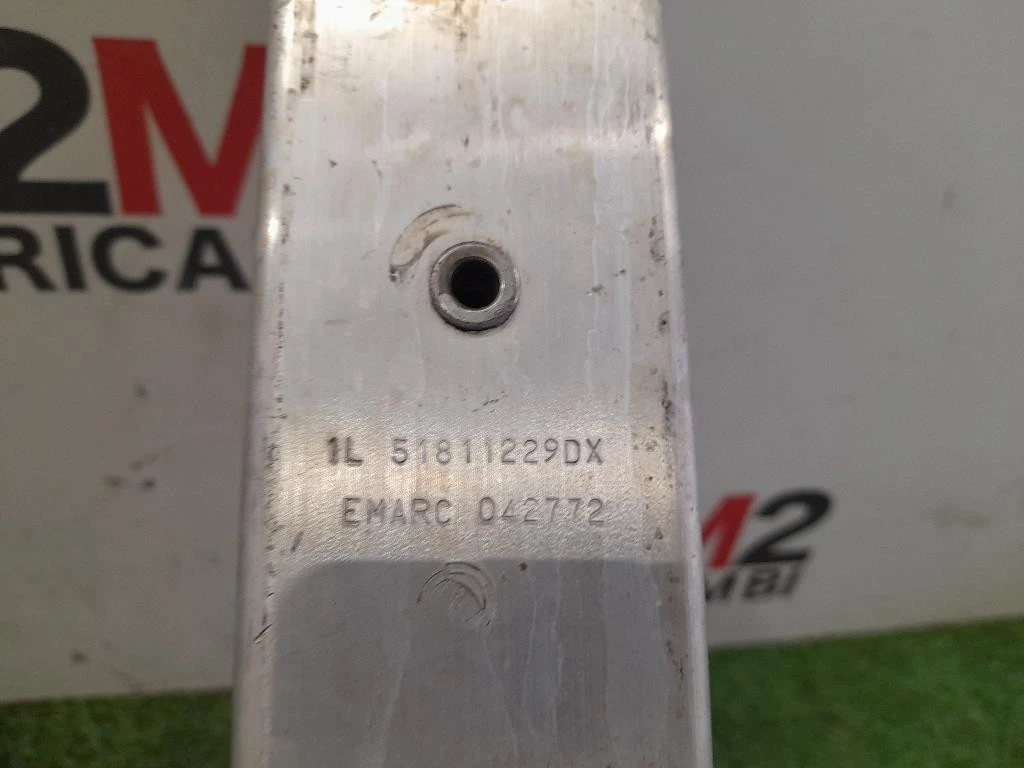 2M
RICA
1L 51811229DX
EMARC 042772
M2
MBI